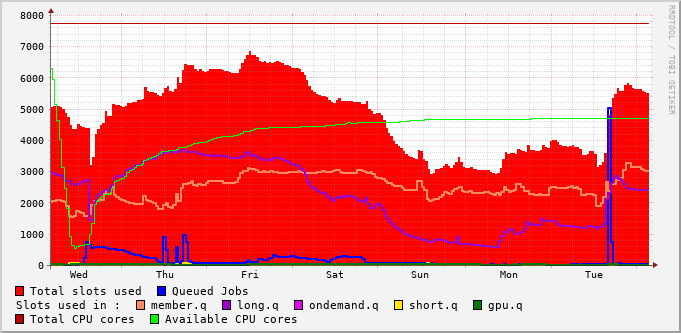 8000
7000
6000
5000
4000
3000
2000
1000
0
Wed Thu Fri Sat Sun Mon Tue
RRDTOOL / TOBI OETIKER
Total slots used Queued Jobs
Slots used in : member.q long.q ondemand.q short.q gpu.q
Total CPU cores Available CPU cores